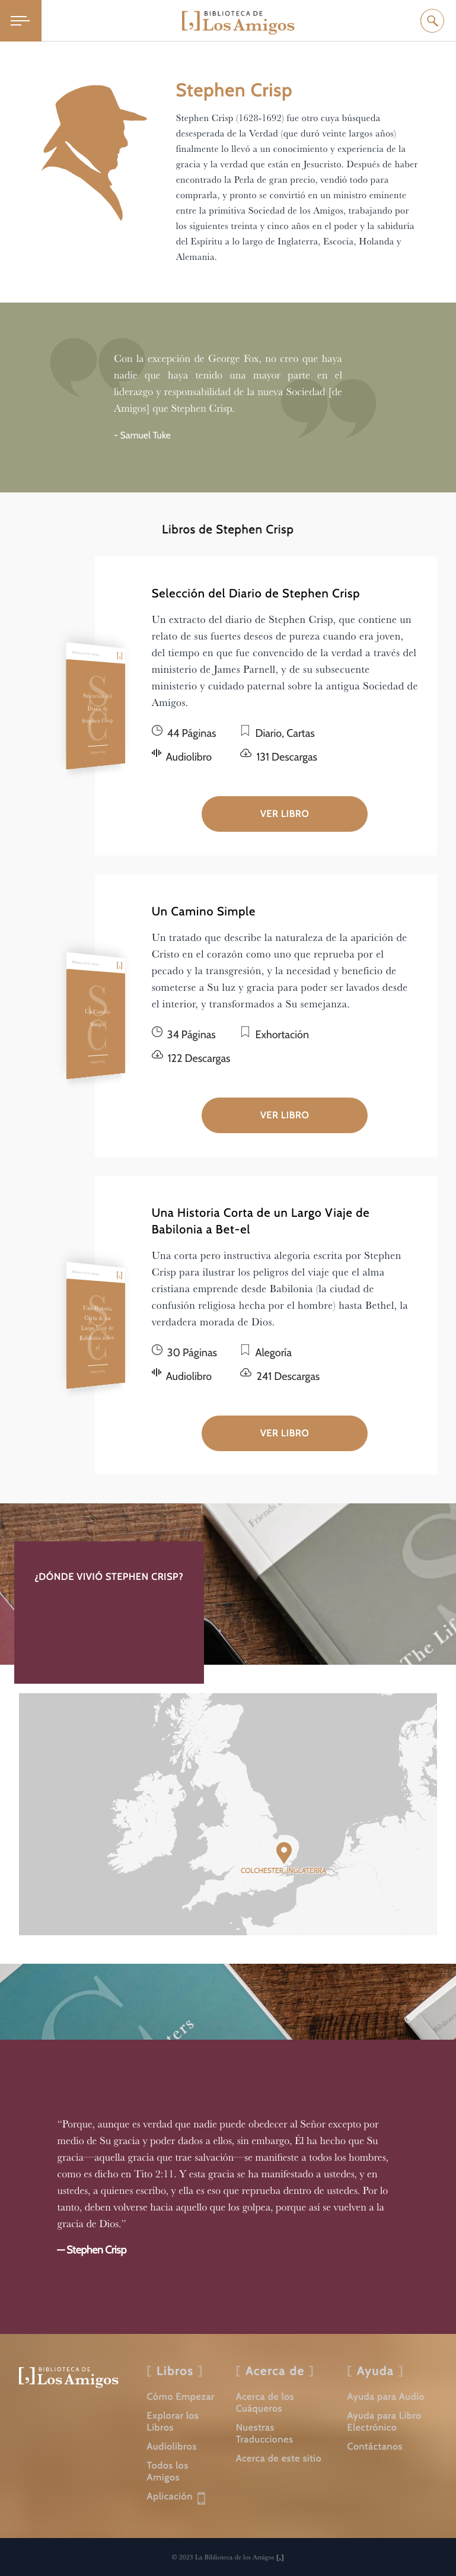 BIBLIOTECA DE
Los Amigos
Stephen Crisp
Stephen Crisp (1628-1692) fue otro cuya búsqueda
desesperada de la Verdad (que duró veinte largos años)
finalmente lo llevó a un conocimiento y experiencia de la
gracia y la verdad que están en Jesucristo. Después de haber
encontrado la Perla de gran precio, vendió todo para
comprarla, y pronto se convirtió en un ministro eminente
entre la primitiva Sociedad de los Amigos, trabajando por
los siguientes treinta y cinco años en el poder y la sabiduría
del Espíritu a lo largo de Inglaterra, Escocia, Holanda y
Alemania.
Con la excepción de George Fox, no creo que haya
nadie que haya tenido una mayor parte en el
liderazgo y responsabilidad de la nueva Sociedad [de
Amigos] que Stephen Crisp.
- Samuel Tuke
Libros de Stephen Crisp
Selección del Diario de Stephen Crisp
Un extracto del diario de Stephen Crisp, que contiene un
relato de sus fuertes deseos de pureza cuando era joven,
del tiempo en que fue convencido de la verdad a través del
ministerio de James Parnell, y de su subsecuente
ministerio y cuidado paternal sobre la antigua Sociedad de
Amigos.
44 Páginas
Diario, Cartas
Audiolibro
131 Descargas
VER LIBRO
Un Camino Simple
Un tratado que describe la naturaleza de la aparición de
Cristo en el corazón como uno que reprueba por el
pecado y la transgresión, y la necesidad y beneficio de
someterse a Su luz y gracia para poder ser lavados desde
el interior, y transformados a Su semejanza.
34 Páginas
Exhortación
122 Descargas
VER LIBRO
Una Historia Corta de un Largo Viaje de
Babilonia a Bet-el
Una corta pero instructiva alegoría escrita por Stephen
Crisp para ilustrar los peligros del viaje que el alma
cristiana emprende desde Babilonia (la ciudad de
confusión religiosa hecha por el hombre) hasta Bethel, la
verdadera morada de Dios.
30 Páginas
Alegoría
Audiolibro
241 Descargas
VER LIBRO
¿DÓNDE VIVIÓ STEPHEN CRISP?
The Lif
COLCHESTER, INGLATERRA
ters
“Porque, aunque es verdad que nadie puede obedecer al Señor excepto por
medio de Su gracia y poder dados a ellos, sin embargo, Él ha hecho que Su
gracia—aquella gracia que trae salvación—se manifieste a todos los hombres,
como es dicho en Tito 2:11. Y esta gracia se ha manifestado a ustedes, y en
ustedes, a quienes escribo, y ella es eso que reprueba dentro de ustedes. Por lo
tanto, deben volverse hacia aquello que los golpea, porque así se vuelven a la
gracia de Dios.”
— Stephen Crisp
BIBLIOTECA DE
Los Amigos
[ Libros ]
Cómo Empezar
Explorar los
Libros
Audiolibros
Todos los
Amigos
Aplicación
[ Acerca de ]
Acerca de los
Cuáqueros
Nuestras
Traducciones
Acerca de este sitio
[ Ayuda ]
Ayuda para Audio
Ayuda para Libro
Electrónico
Contáctanos
© 2023 La Biblioteca de los Amigos [,]